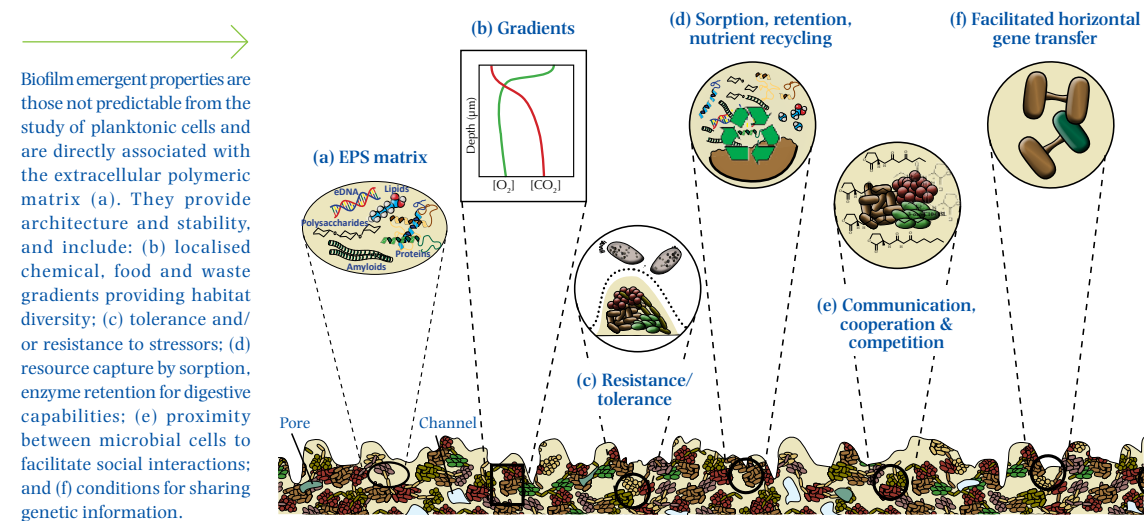 Biofilm emergent properties are
those not predictable from the
study of planktonic cells and
are directly associated with
the extracellular polymeric
matrix (a). They provide
architecture and stability,
and include: (b) localised
chemical, food and waste
gradients providing habitat
diversity; (c) tolerance and/
or resistance to stressors; (d)
resource capture by sorption,
enzyme retention for digestive
capabilities; (e) proximity
between microbial cells to
facilitate social interactions;
and (f) conditions for sharing
genetic information.
(a) EPS matrix
eDNA
Lipids
Polysaccharides
Proteins
Amyloids
(b) Gradients
Depth (μm)
[O₂] [CO₂]
(c) Resistance/
tolerance
(d) Sorption, retention,
nutrient recycling
(e) Communication,
cooperation &
competition
(f) Facilitated horizontal
gene transfer
Pore
Channel